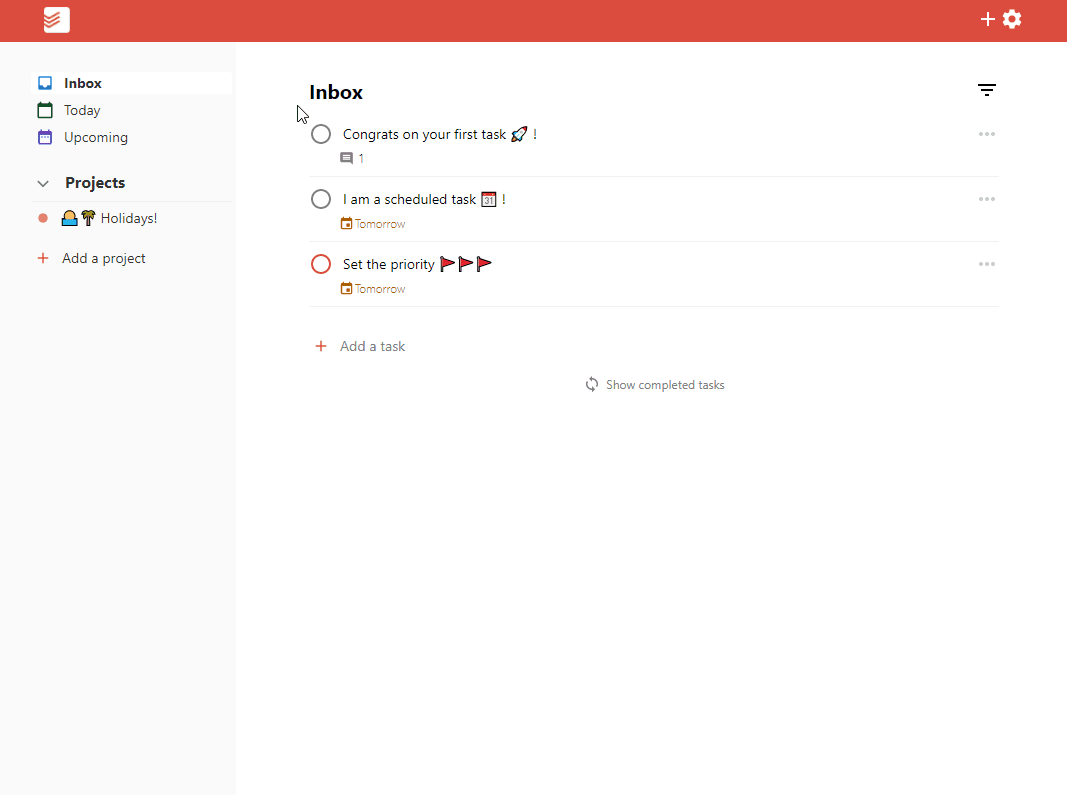 Inbox
Today
Upcoming
Projects
🌅🌴 Holidays!
Add a project
Inbox
Congrats on your first task 🚀 !
1
I am a scheduled task 📅 !
Tomorrow
Set the priority 🚩🚩🚩
Tomorrow
Add a task
Show completed tasks